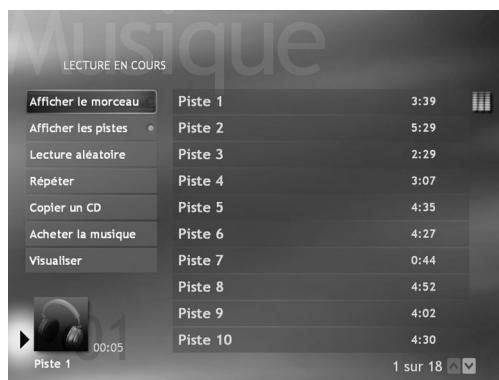 Musique
LECTURE EN COURS
Afficher le morceau
Afficher les pistes
Lecture aléatoire
Répéter
Copier un CD
Acheter la musique
Visualiser
Piste 1 3:39
Piste 2 5:29
Piste 3 2:29
Piste 4 3:07
Piste 5 4:35
Piste 6 4:27
Piste 7 0:44
Piste 8 4:52
Piste 9 4:02
Piste 10 4:30
01
00:05
Piste 1
1 sur 18